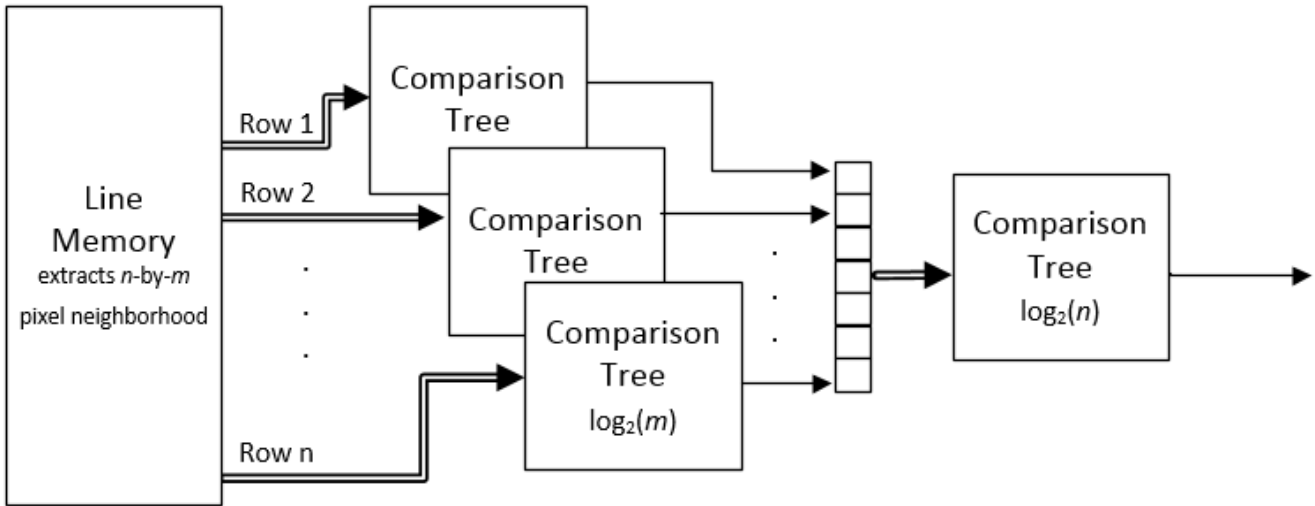 Line
Memory
extracts n-by-m
pixel neighborhood
Row 1
Row 2
Row n
Comparison
Tree
Comparison
Tree
Comparison
Tree
log₂(m)
Comparison
Tree
log₂(n)